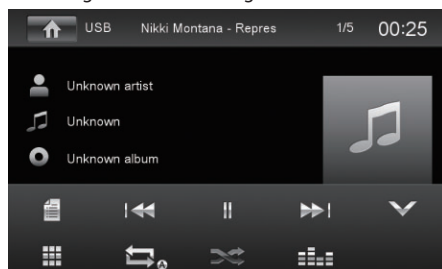 USB Nikki Montana - Repres 1/5 00:25
Unknown artist
Unknown
Unknown album